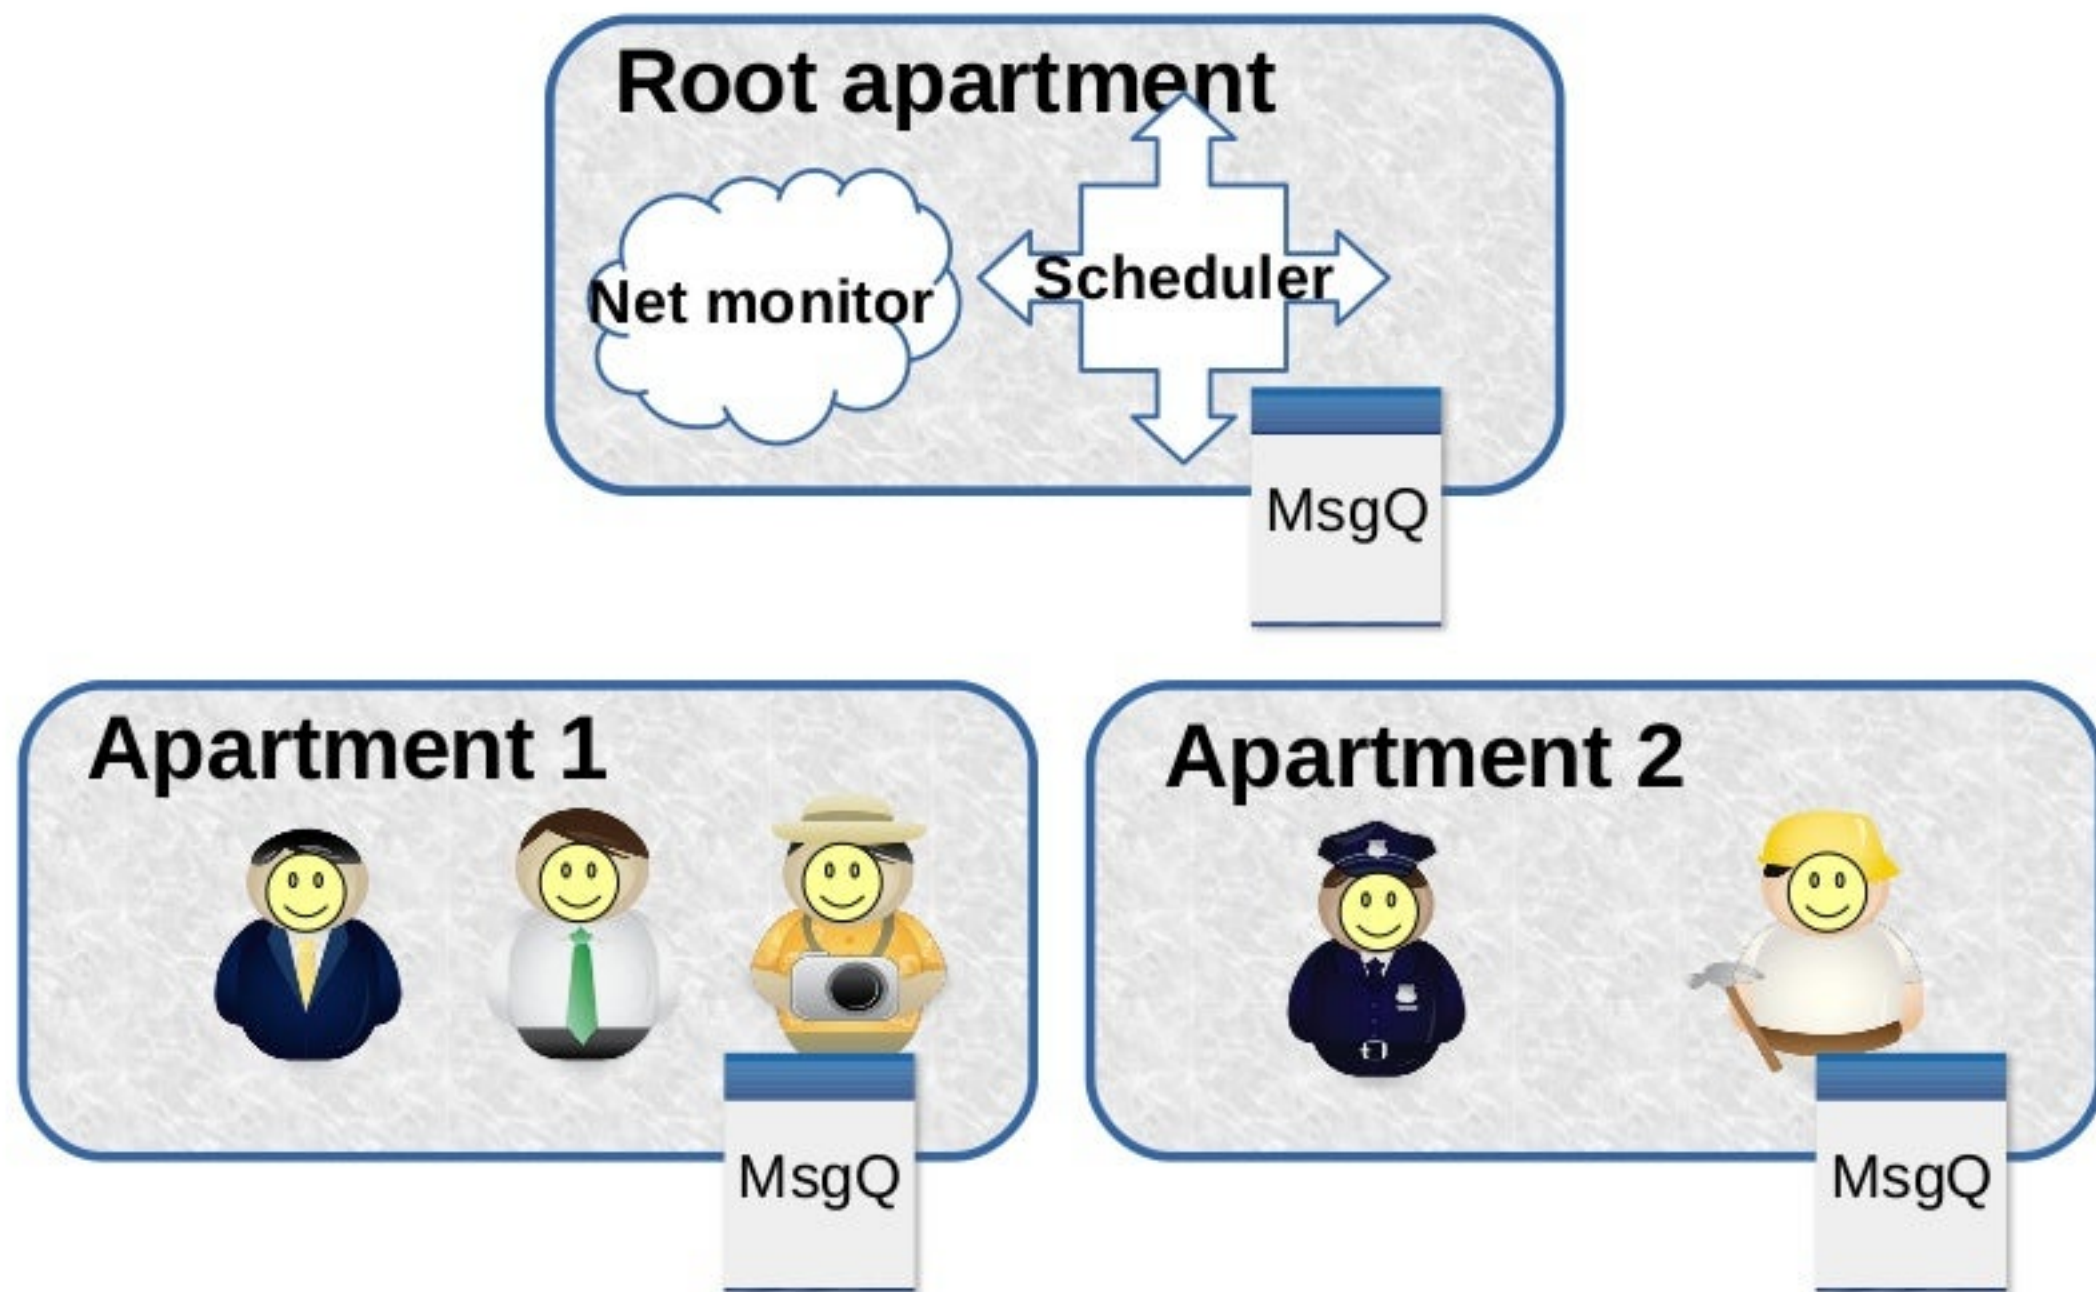 Root apartment
Net monitor
Scheduler
MsgQ
Apartment 1
Apartment 2
MsgQ
MsgQ